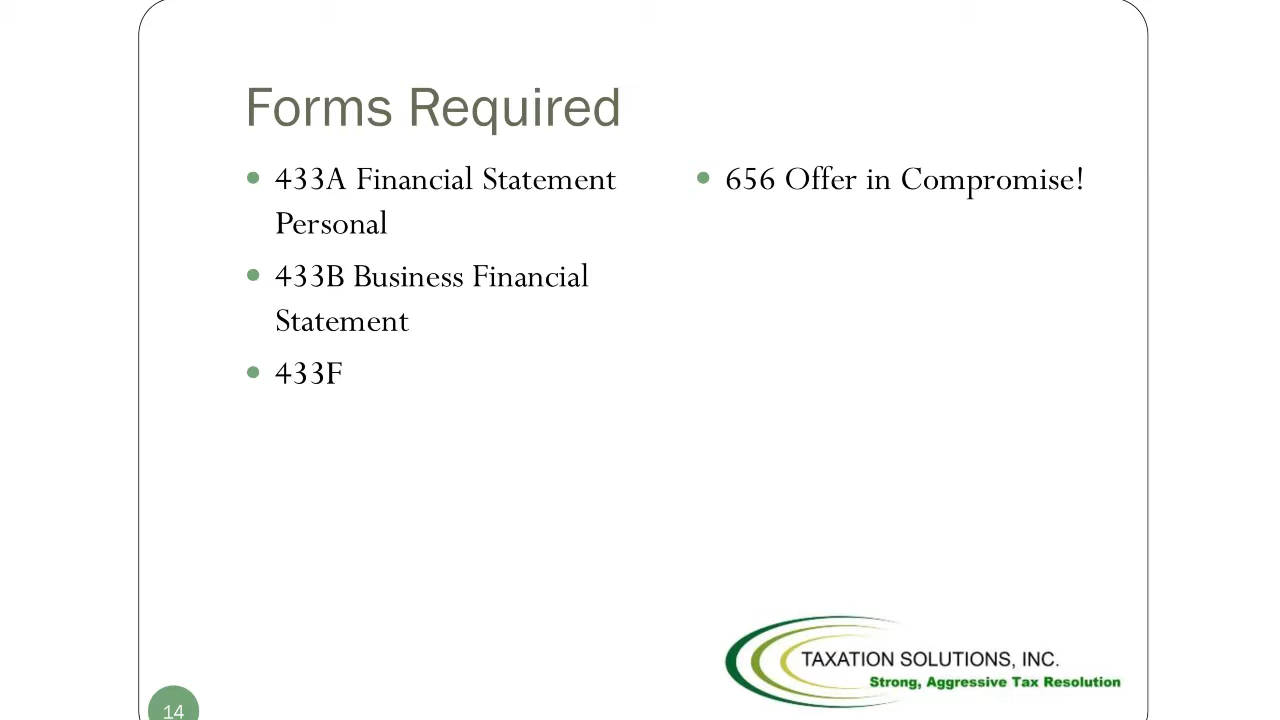 Forms Required
433A Financial Statement
Personal
433B Business Financial
Statement
433F
656 Offer in Compromise!
TAXATION SOLUTIONS, INC.
Strong, Aggressive Tax Resolution
14